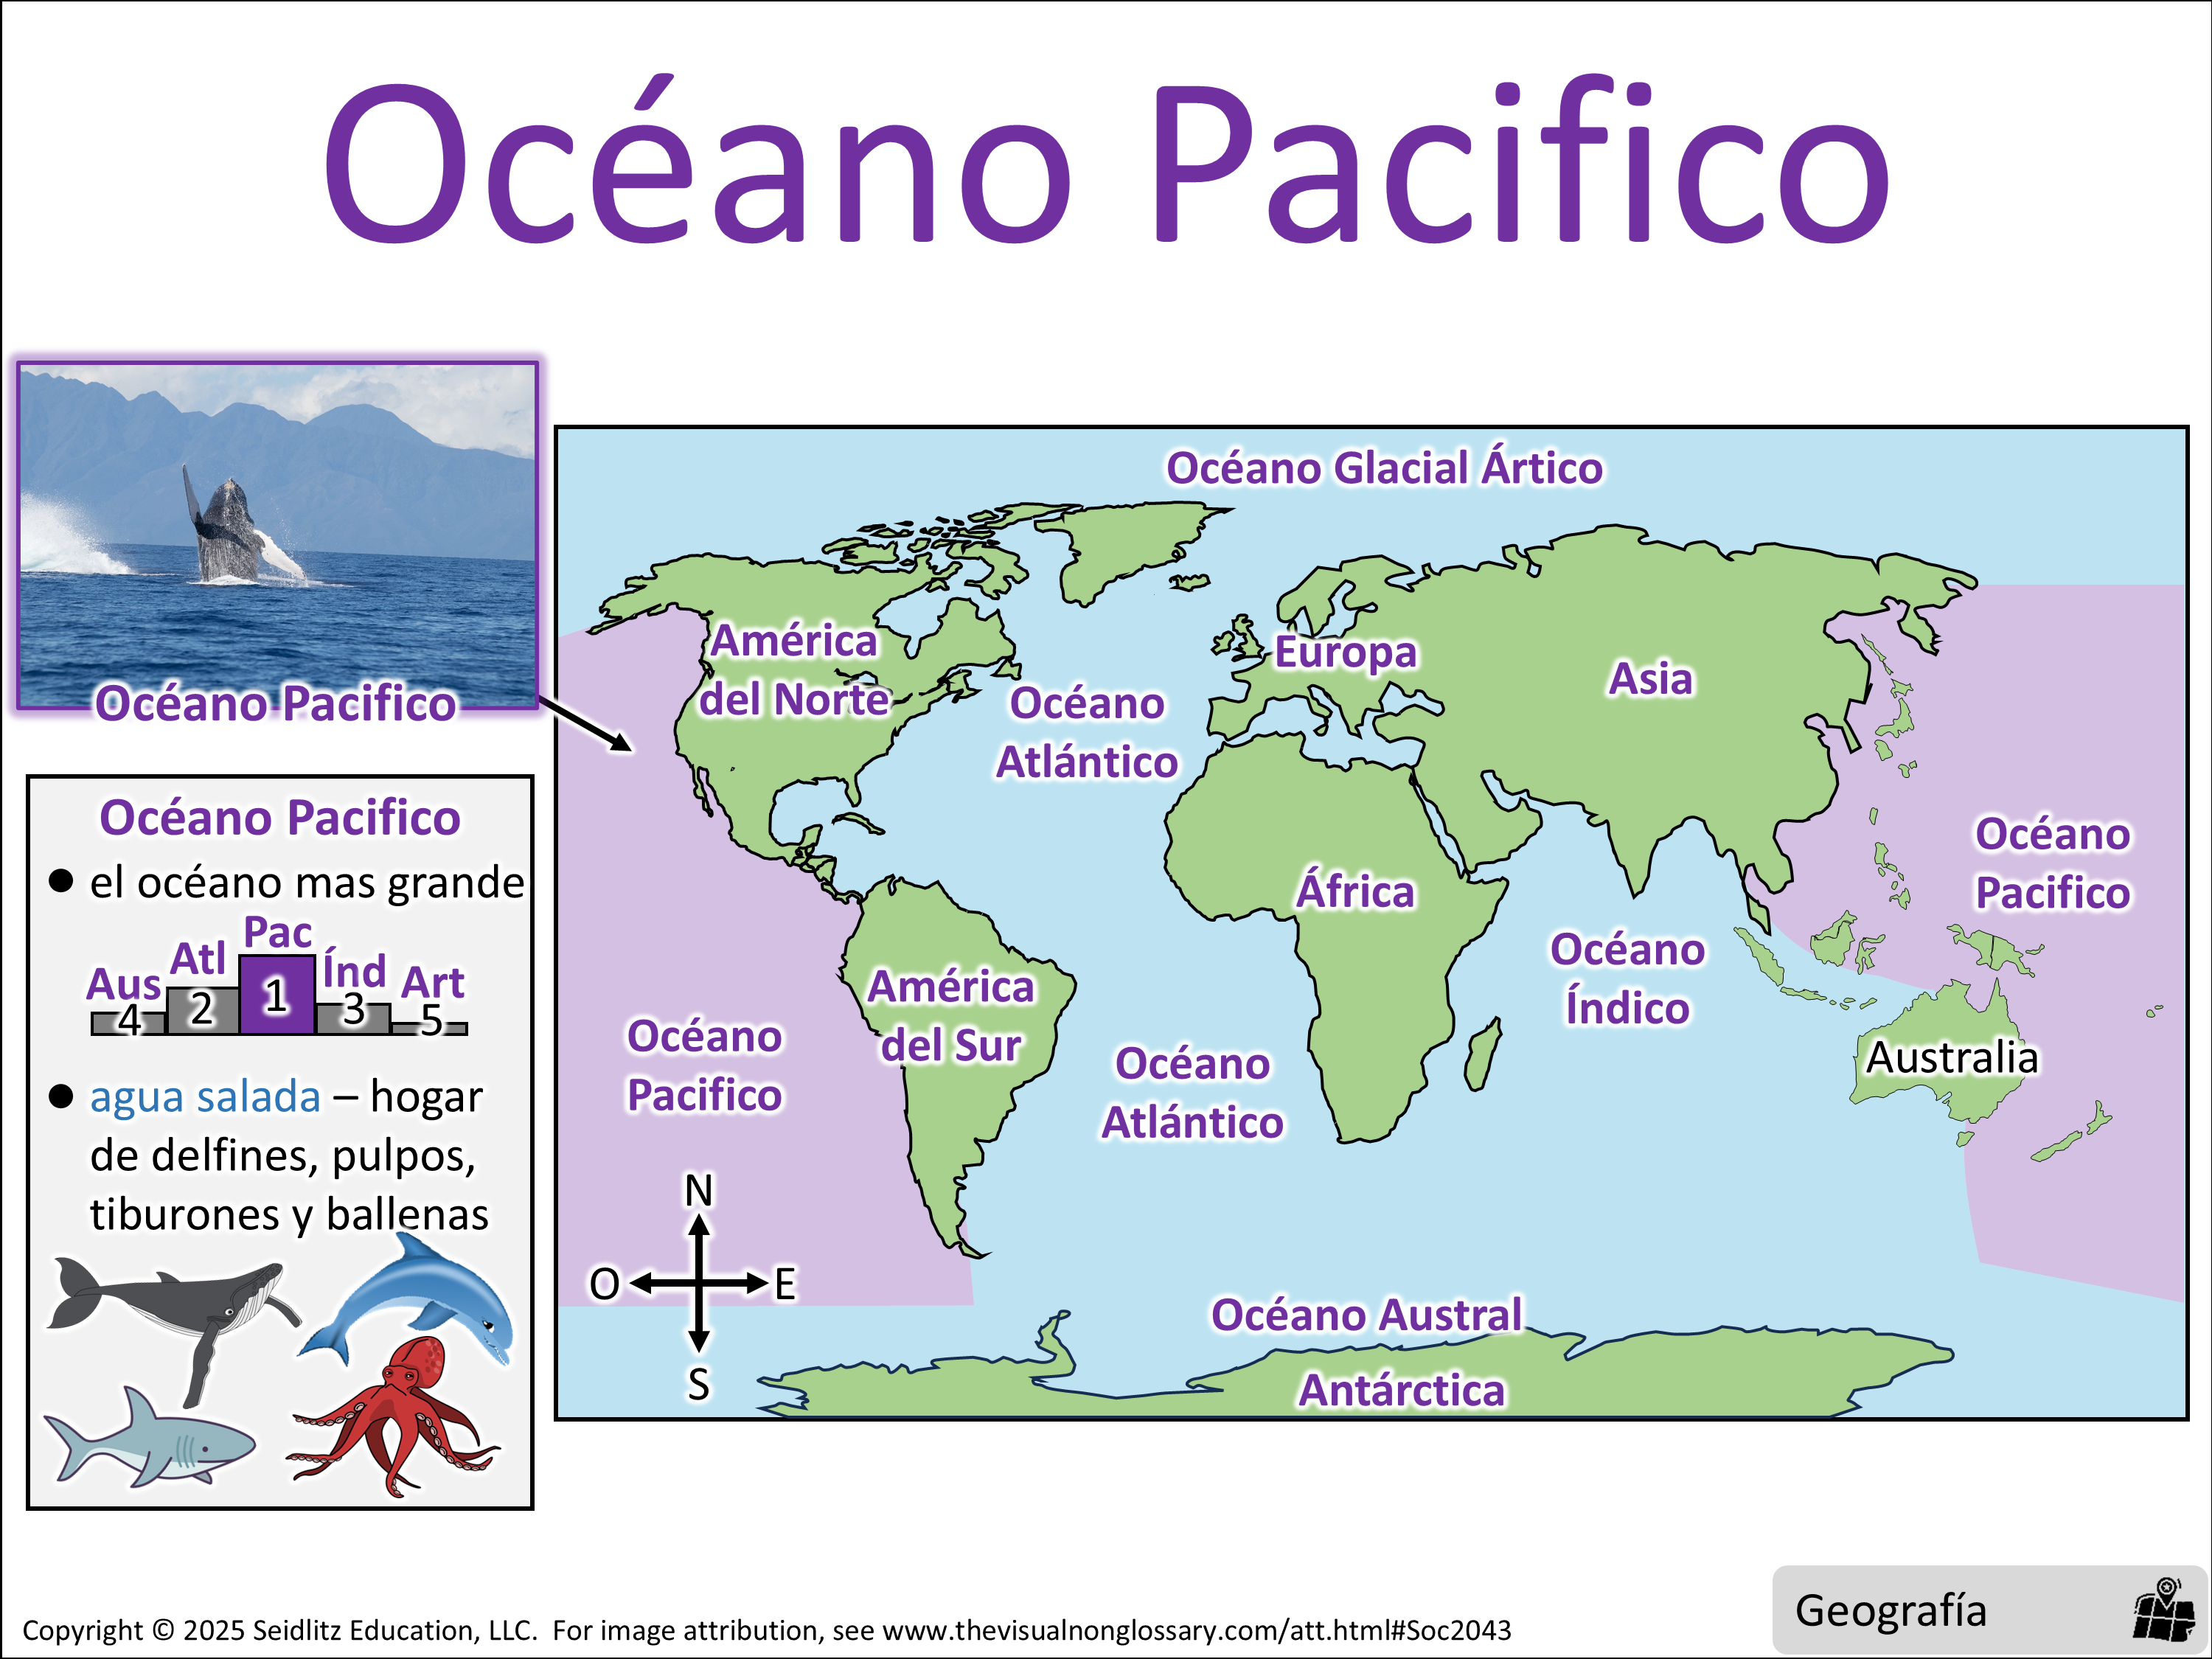 Océano Pacifico
Océano Pacifico
Océano Pacifico
● el océano mas grande
Aus Atl Pac Índ Art
4 2 1 3 5
● agua salada – hogar
de delfines, pulpos,
tiburones y ballenas
Océano Glacial Ártico
América
del Norte
Océano
Atlántico
Europa
Asia
Océano
Pacifico
África
Océano
Índico
América
del Sur
Océano
Pacifico
Océano
Atlántico
Australia
N
O E
S
Océano Austral
Antárctica
Geografía
Copyright © 2025 Seidlitz Education, LLC. For image attribution, see www.thevisualnonglossary.com/att.html#Soc2043